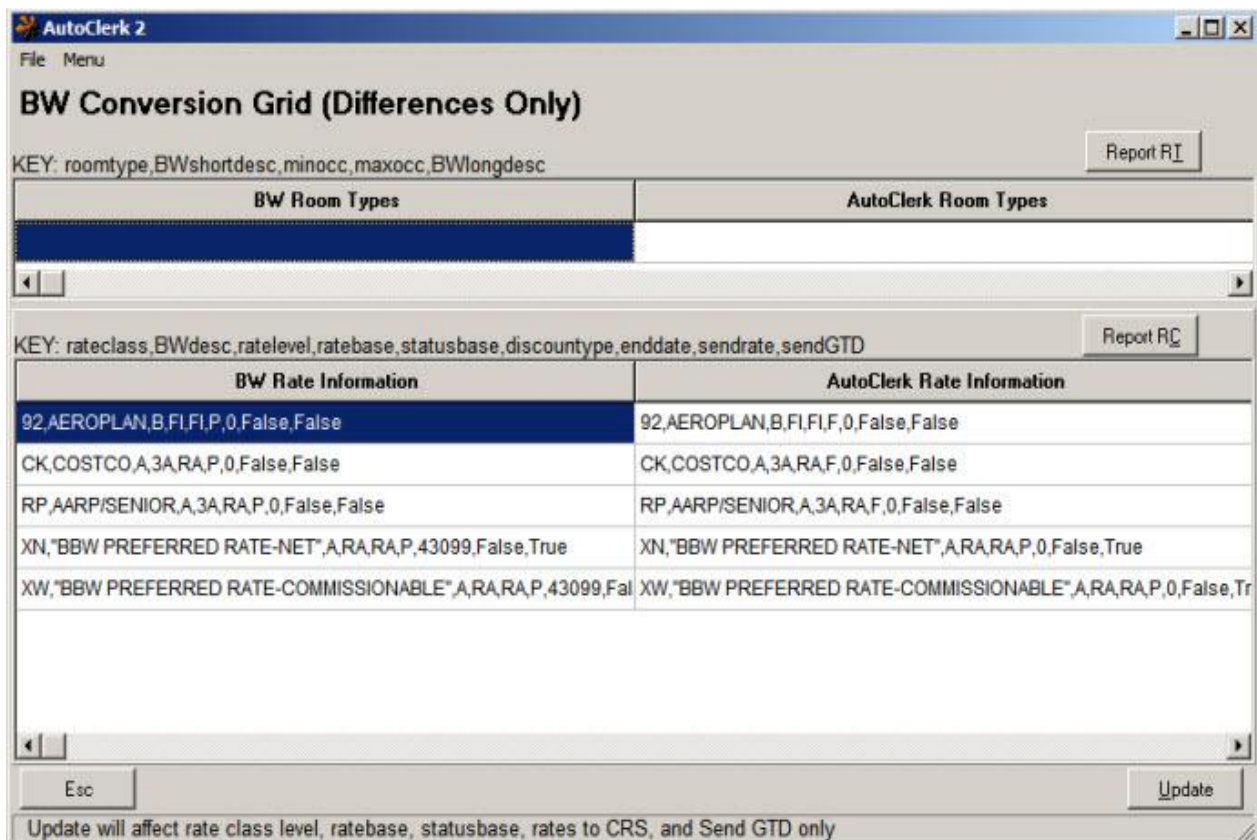 AutoClerk 2
File Menu
BW Conversion Grid (Differences Only)
Report RT
KEY: roomtype,BWshortdesc,minocc,maxocc,BWlongdesc
BW Room Types AutoClerk Room Types
Report RC
KEY: rateclass,BWdesc,ratelevel,ratebase,statusbase,discountype,enddate,sendrate,sendGTD
BW Rate Information AutoClerk Rate Information
92,AEROPLAN,B,FI,FI,P,0,False,False 92,AEROPLAN,B,FI,FI,F,0,False,False
CK,COSTCO,A,3A,RA,P,0,False,False CK,COSTCO,A,3A,RA,F,0,False,False
RP,AARP/SENIOR,A,3A,RA,P,0,False,False RP,AARP/SENIOR,A,3A,RA,F,0,False,False
XN,"BBW PREFERRED RATE-NET",A,RA,RA,P,43099,False,True XN,"BBW PREFERRED RATE-NET",A,RA,RA,P,0,False,True
XW,"BBW PREFERRED RATE-COMMISSIONABLE",A,RA,RA,P,43099,Fal XW,"BBW PREFERRED RATE-COMMISSIONABLE",A,RA,RA,P,0,False,Tr
Esc Update
Update will affect rate class level, ratebase, statusbase, rates to CRS, and Send GTD only